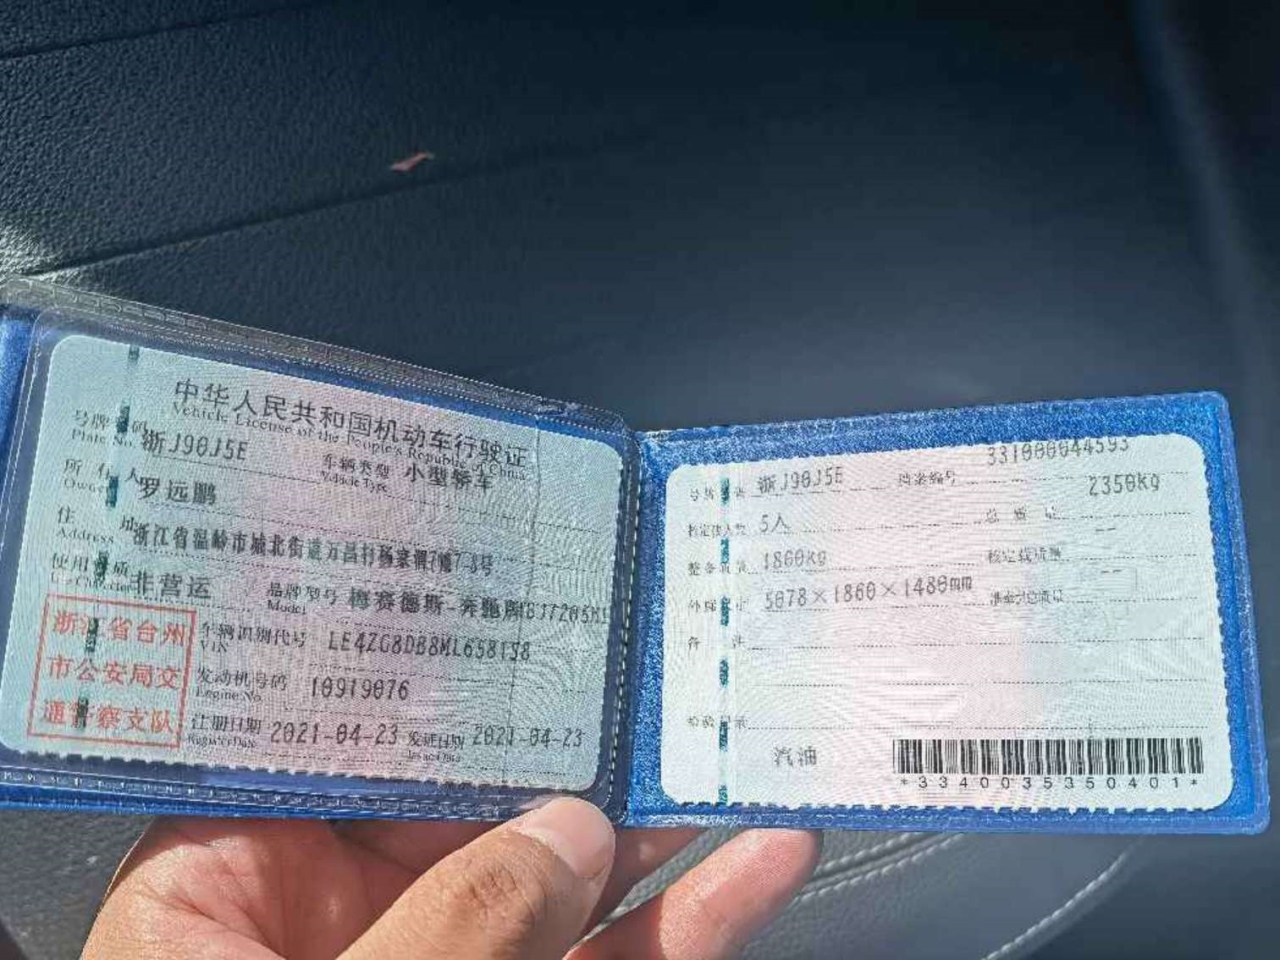 中华人民共和国机动车行驶证
Vehicle License of the People's Republic of China
号牌号码 Plate No. 浙J90J5E 车辆类型 Vehicle Type 小型轿车
所有人 Owner 罗远鹏
住址 Address 浙江省温岭市城北街道
使用性质 Use Character 非营运 品牌型号 Model 梅赛德斯-奔驰牌
浙江省台州
市公安局交
通警察支队
车辆识别代号 VIN LE4ZG8DB8ML658198
发动机号码 Engine No. 10919076
注册日期 Register Date 2021-04-23 发证日期 Issue Date 2021-04-23
号牌号码 浙J90J5E 档案编号 331000044593
核定载人数 5人 总质量 2350kg
整备质量 1860kg 核定载质量
外廓尺寸 5078×1860×1480mm 准牵引总质量
备注
检验记录
汽油
*3340035350401*